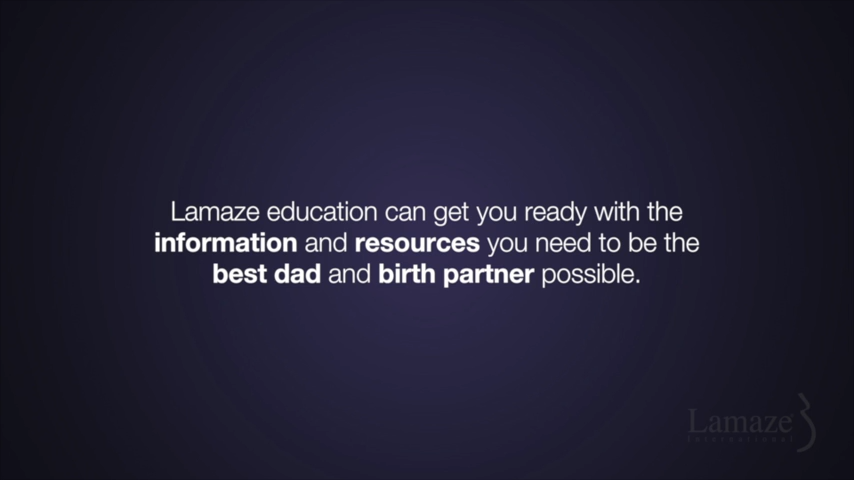 Lamaze education can get you ready with the
information and resources you need to be the
best dad and birth partner possible.
Lamaze
International